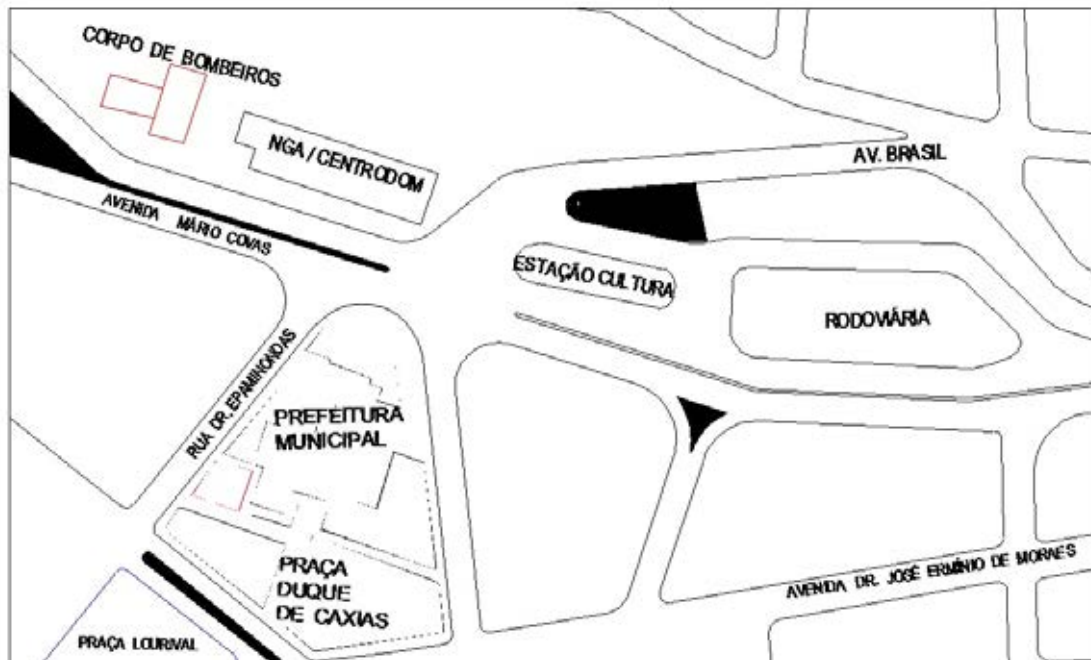 CORPO DE BOMBEIROS
NGA / CENTRODOM
AV. BRASIL
AVENIDA MÁRIO COVAS
ESTAÇÃO CULTURA
RODOVIÁRIA
RUA DR. EPAMINONDAS
PREFEITURA
MUNICIPAL
PRAÇA
DUQUE
DE CAXIAS
AVENIDA DR. JOSÉ ERMÍNIO DE MORAES
PRAÇA LOURIVAL